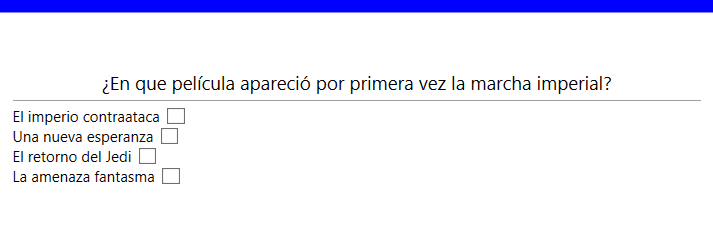 ¿En que película apareció por primera vez la marcha imperial?
El imperio contraataca
Una nueva esperanza
El retorno del Jedi
La amenaza fantasma